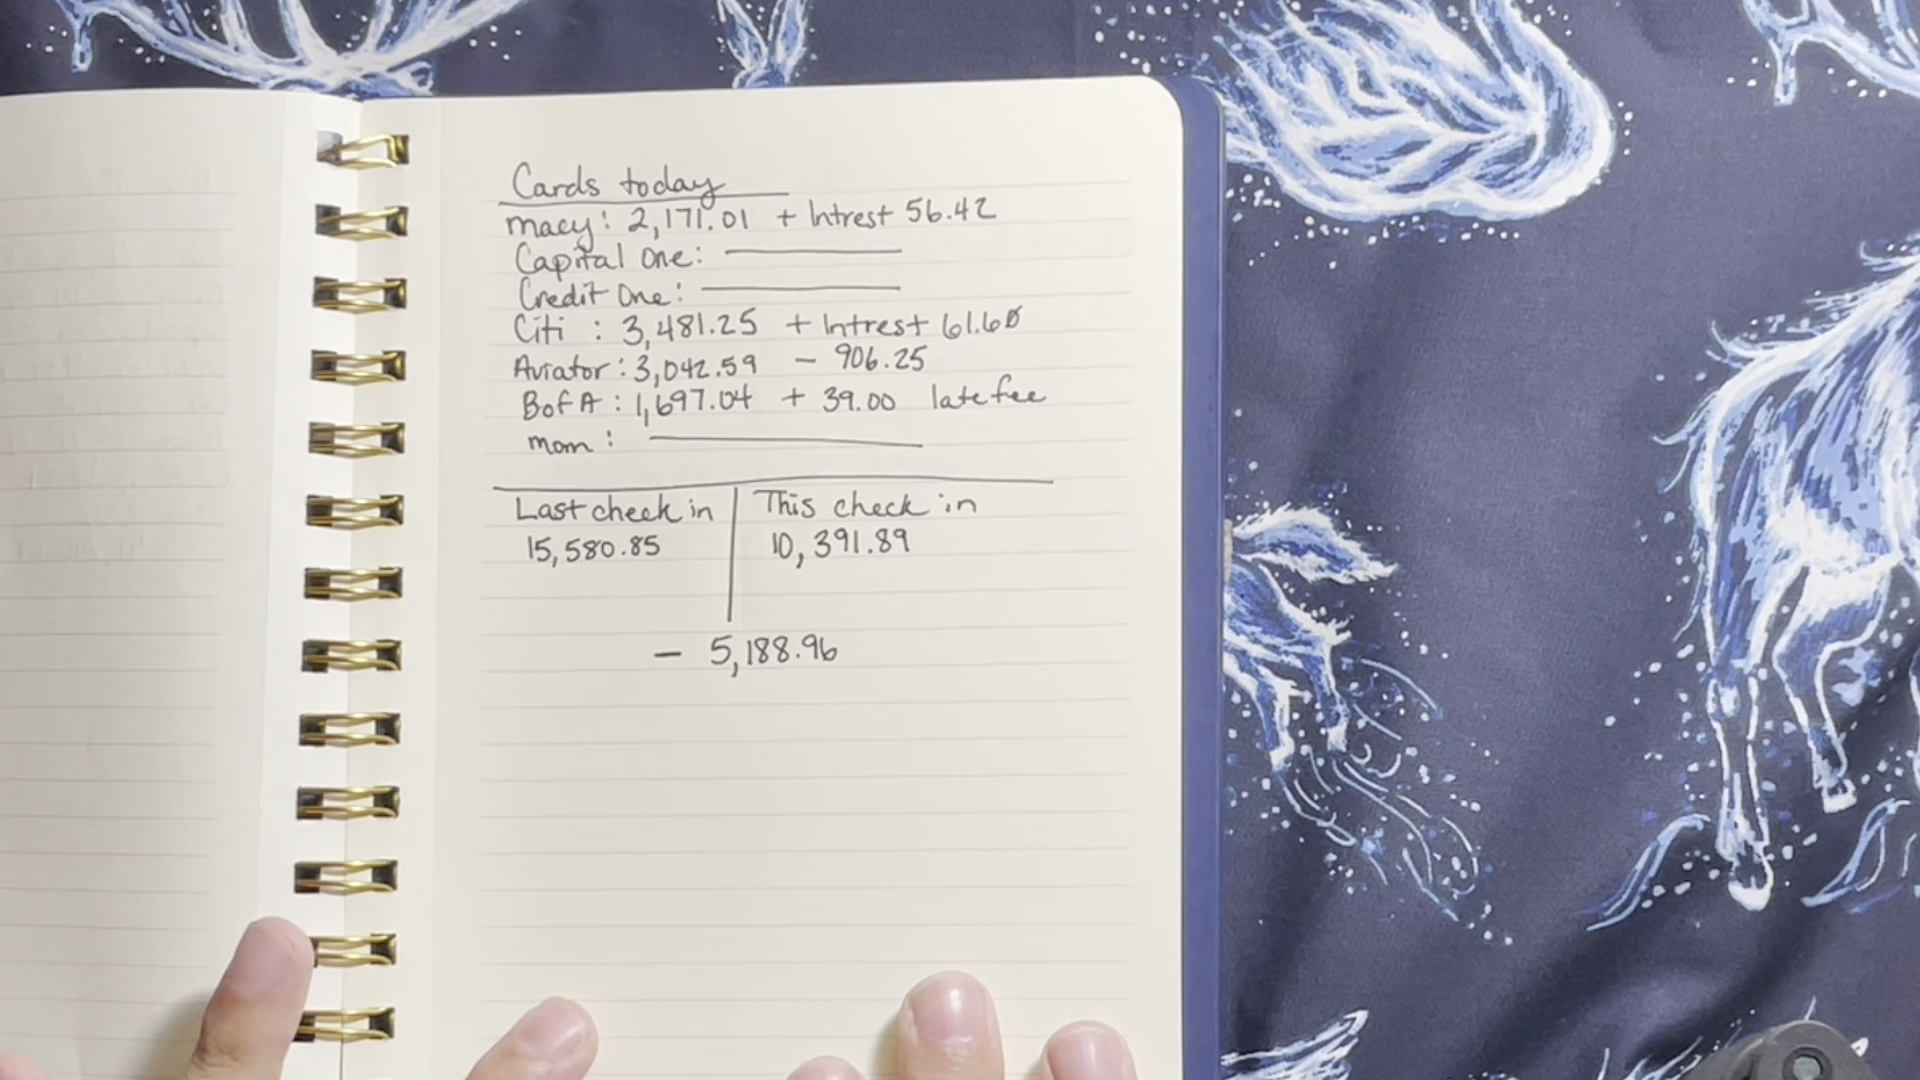 Cards today
macy: 2,171.01 + Intrest 56.42
Capital One:
Credit One:
Citi : 3,481.25 + Intrest 61.60
Aviator: 3,042.59 - 906.25
BofA: 1,697.04 + 39.00 late fee
mom:
Last check in
This check in
15,580.85
10,391.89
- 5,188.96